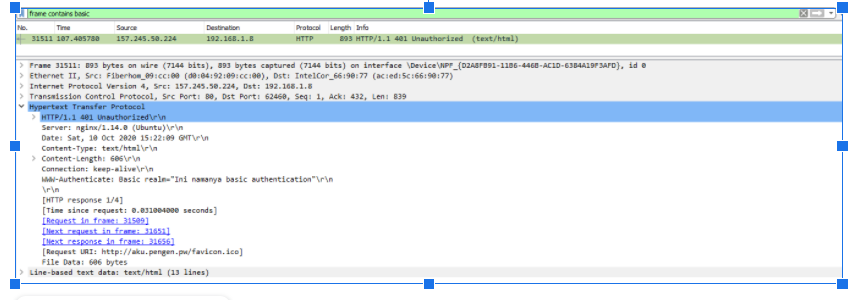 frame contains basic
No. Time Source Destination Protocol Length Info
31511 107.405780 157.245.50.224 192.168.1.8 HTTP 893 HTTP/1.1 401 Unauthorized (text/html)
Frame 31511: 893 bytes on wire (7144 bits), 893 bytes captured (7144 bits) on interface \Device\NPF_{D2A8FB91-11B6-446B-AC1D-6384A19F3AFD}, id 0
Ethernet II, Src: Fiberhom_09:cc:00 (d0:04:92:09:cc:00), Dst: IntelCor_66:90:77 (ac:ed:5c:66:90:77)
Internet Protocol Version 4, Src: 157.245.50.224, Dst: 192.168.1.8
Transmission Control Protocol, Src Port: 80, Dst Port: 62460, Seq: 1, Ack: 432, Len: 839
Hypertext Transfer Protocol
HTTP/1.1 401 Unauthorized\r\n
Server: nginx/1.14.0 (Ubuntu)\r\n
Date: Sat, 10 Oct 2020 15:22:09 GMT\r\n
Content-Type: text/html\r\n
Content-Length: 606\r\n
Connection: keep-alive\r\n
WWW-Authenticate: Basic realm="Ini namanya basic authentication"\r\n
\r\n
[HTTP response 1/4]
[Time since request: 0.031004000 seconds]
[Request in frame: 31509]
[Next request in frame: 31651]
[Next response in frame: 31656]
[Request URI: http://aku.pengen.pw/favicon.ico]
File Data: 606 bytes
Line-based text data: text/html (13 lines)